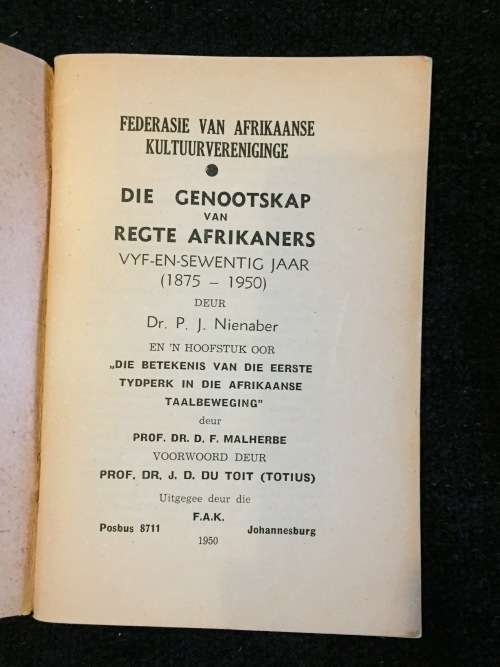 FEDERASIE VAN AFRIKAANSE
KULTUURVERENIGINGE
DIE GENOOTSKAP
VAN
REGTE AFRIKANERS
VYF-EN-SEWENTIG JAAR
(1875 – 1950)
DEUR
Dr. P. J. Nienaber
EN 'N HOOFSTUK OOR
„DIE BETEKENIS VAN DIE EERSTE
TYDPERK IN DIE AFRIKAANSE
TAALBEWEGING"
deur
PROF. DR. D. F. MALHERBE
VOORWOORD DEUR
PROF. DR. J. D. DU TOIT (TOTIUS)
Uitgegee deur die
F.A.K.
Posbus 8711 Johannesburg
1950